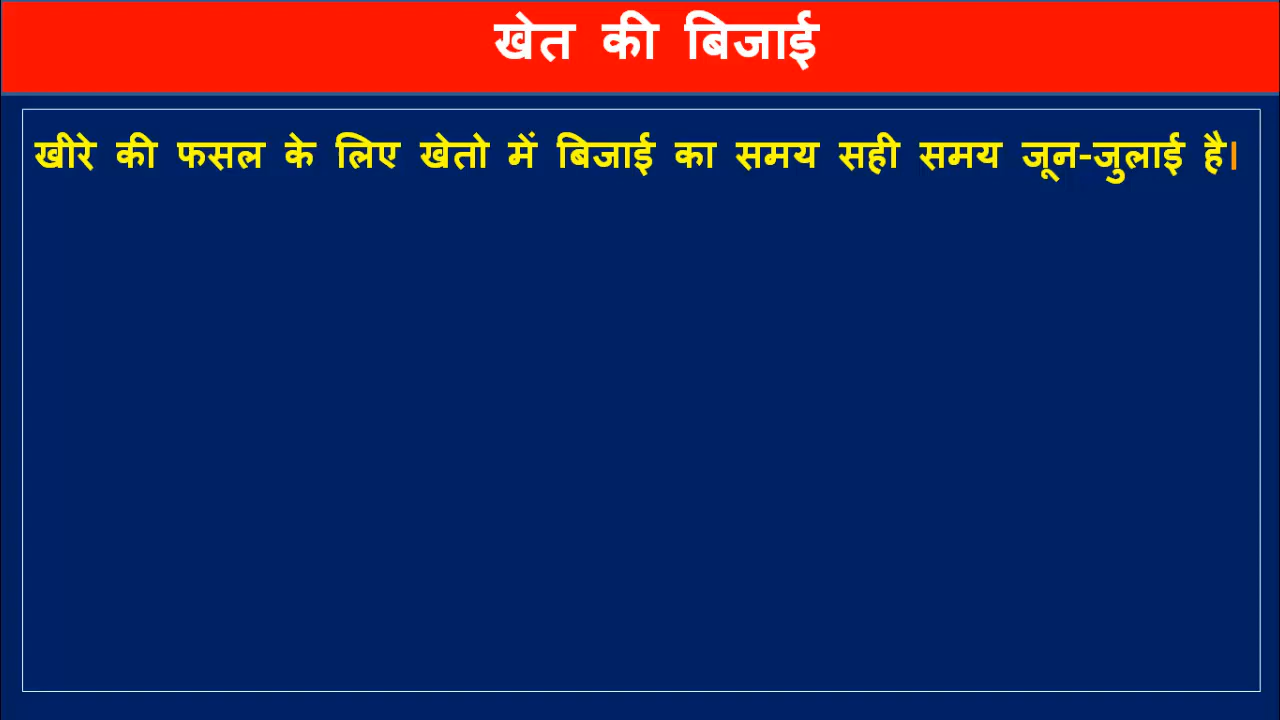 खेत की बिजाई
खीरे की फसल के लिए खेतो में बिजाई का समय सही समय जून-जुलाई है।